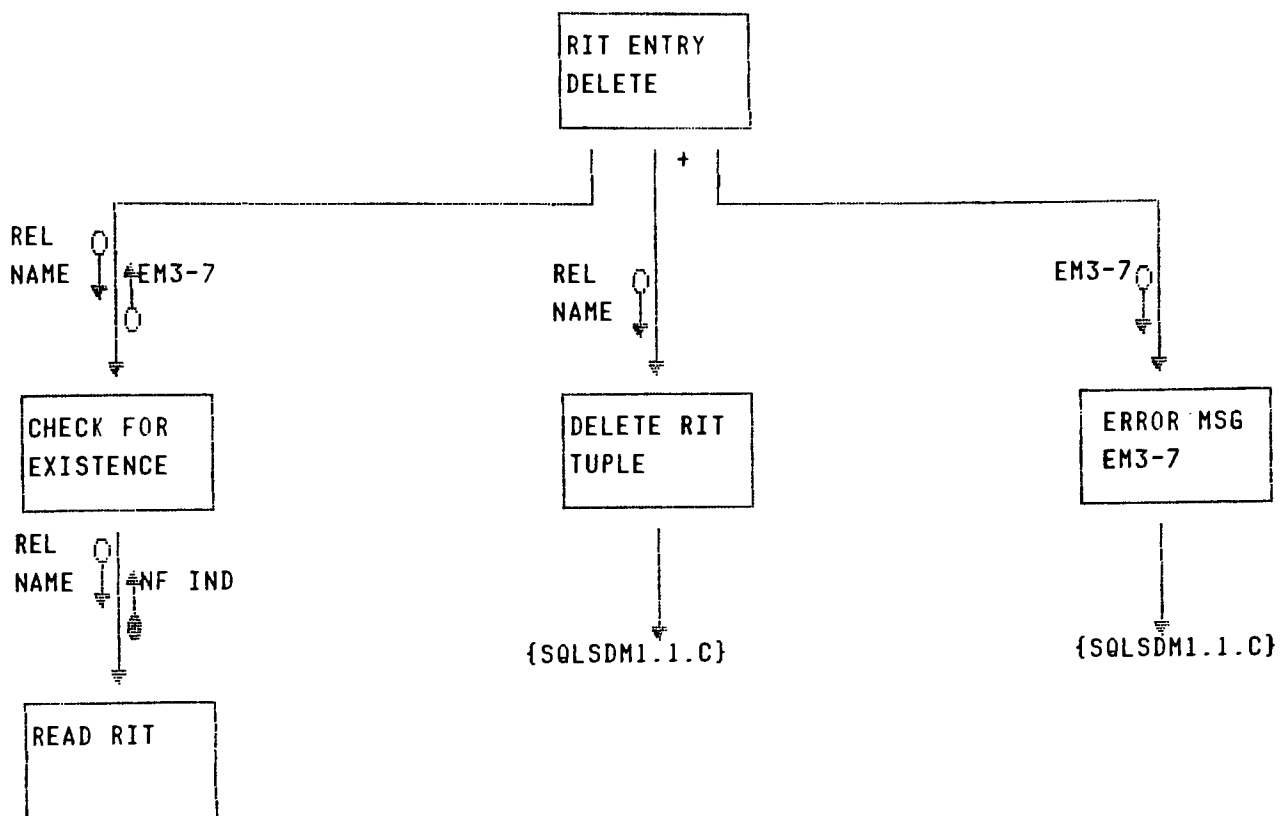 RIT ENTRY
DELETE
+
REL
NAME
EM3-7
REL
NAME
EM3-7
CHECK FOR
EXISTENCE
DELETE RIT
TUPLE
ERROR MSG
EM3-7
REL
NAME
NF IND
{SQLSDM1.1.C}
{SQLSDM1.1.C}
READ RIT